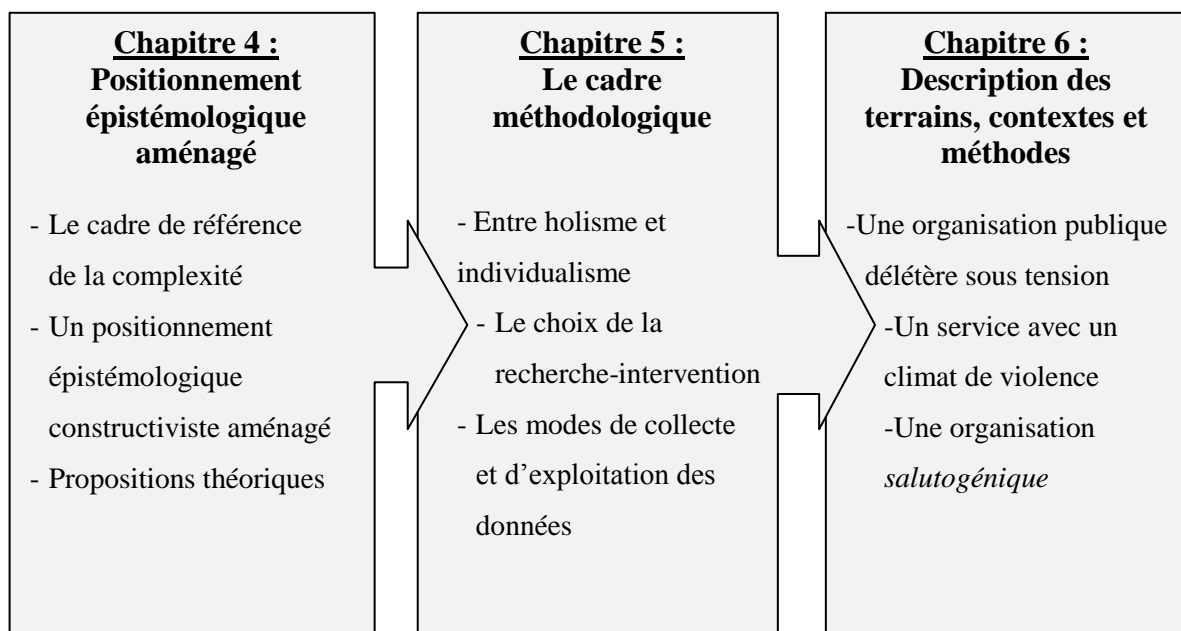 Chapitre 4 :
Positionnement
épistémologique
aménagé
- Le cadre de référence
de la complexité
- Un positionnement
épistémologique
constructiviste aménagé
- Propositions théoriques
Chapitre 5 :
Le cadre
méthodologique
- Entre holisme et
individualisme
- Le choix de la
recherche-intervention
- Les modes de collecte
et d’exploitation des
données
Chapitre 6 :
Description des
terrains, contextes et
méthodes
-Une organisation publique
délétère sous tension
-Un service avec un
climat de violence
-Une organisation
salutogénique